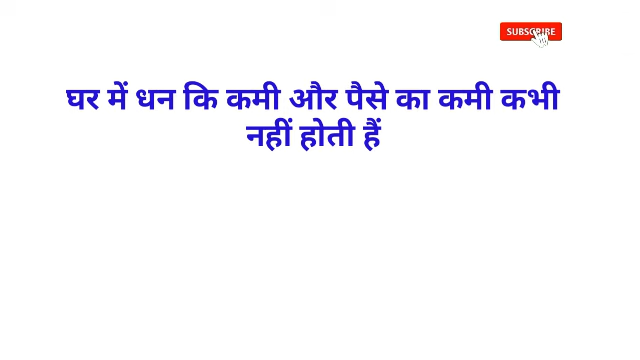 SUBSCRIBE
घर में धन कि कमी और पैसे का कमी कभी
नहीं होती हैं